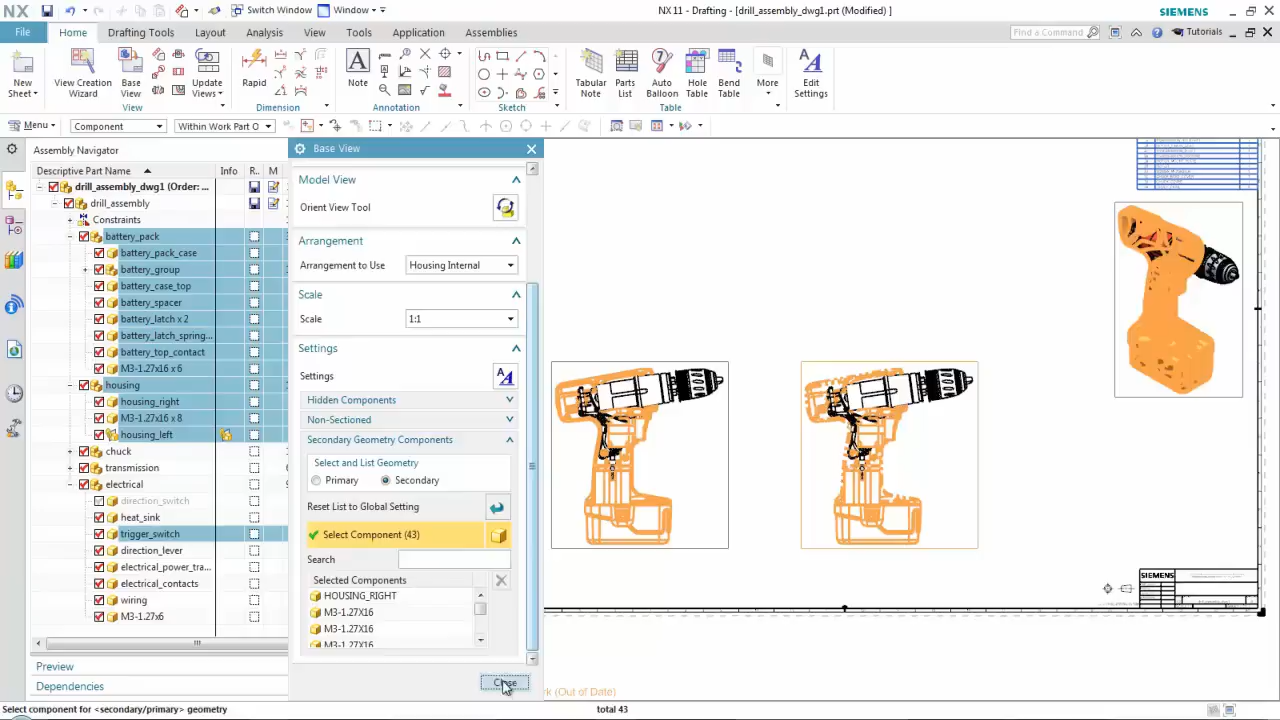 NX
Switch Window
Window
NX 11 - Drafting - [drill_assembly_dwg1.prt (Modified) ]
SIEMENS
File
Home
Drafting Tools
Layout
Analysis
View
Tools
Application
Assemblies
Find a Command
Tutorials
New Sheet
View Creation Wizard
Base View
Update Views
Rapid
Note
Tabular Note
Parts List
Auto Balloon
Hole Table
Bend Table
More
Edit Settings
View
Dimension
Annotation
Sketch
Table
Menu
Component
Within Work Part O
Assembly Navigator
Descriptive Part Name
Info
R..
M
drill_assembly_dwg1 (Order: ...
drill_assembly
Constraints
battery_pack
battery_pack_case
battery_group
battery_case_top
battery_spacer
battery_latch x 2
battery_latch_spring...
battery_top_contact
M3-1.27x16 x 6
housing
housing_right
M3-1.27x16 x 8
housing_left
chuck
transmission
electrical
direction_switch
heat_sink
trigger_switch
direction_lever
electrical_power_tra...
electrical_contacts
wiring
M3-1.27x6
Preview
Dependencies
Base View
Model View
Orient View Tool
Arrangement
Arrangement to Use
Housing Internal
Scale
Scale
1:1
Settings
Settings
Hidden Components
Non-Sectioned
Secondary Geometry Components
Select and List Geometry
Primary
Secondary
Reset List to Global Setting
Select Component (43)
Search
Selected Components
HOUSING_RIGHT
M3-1.27X16
M3-1.27X16
M3-1.27X16
Close
SIEMENS
rk (Out of Date)
Select component for <secondary/primary> geometry
total 43